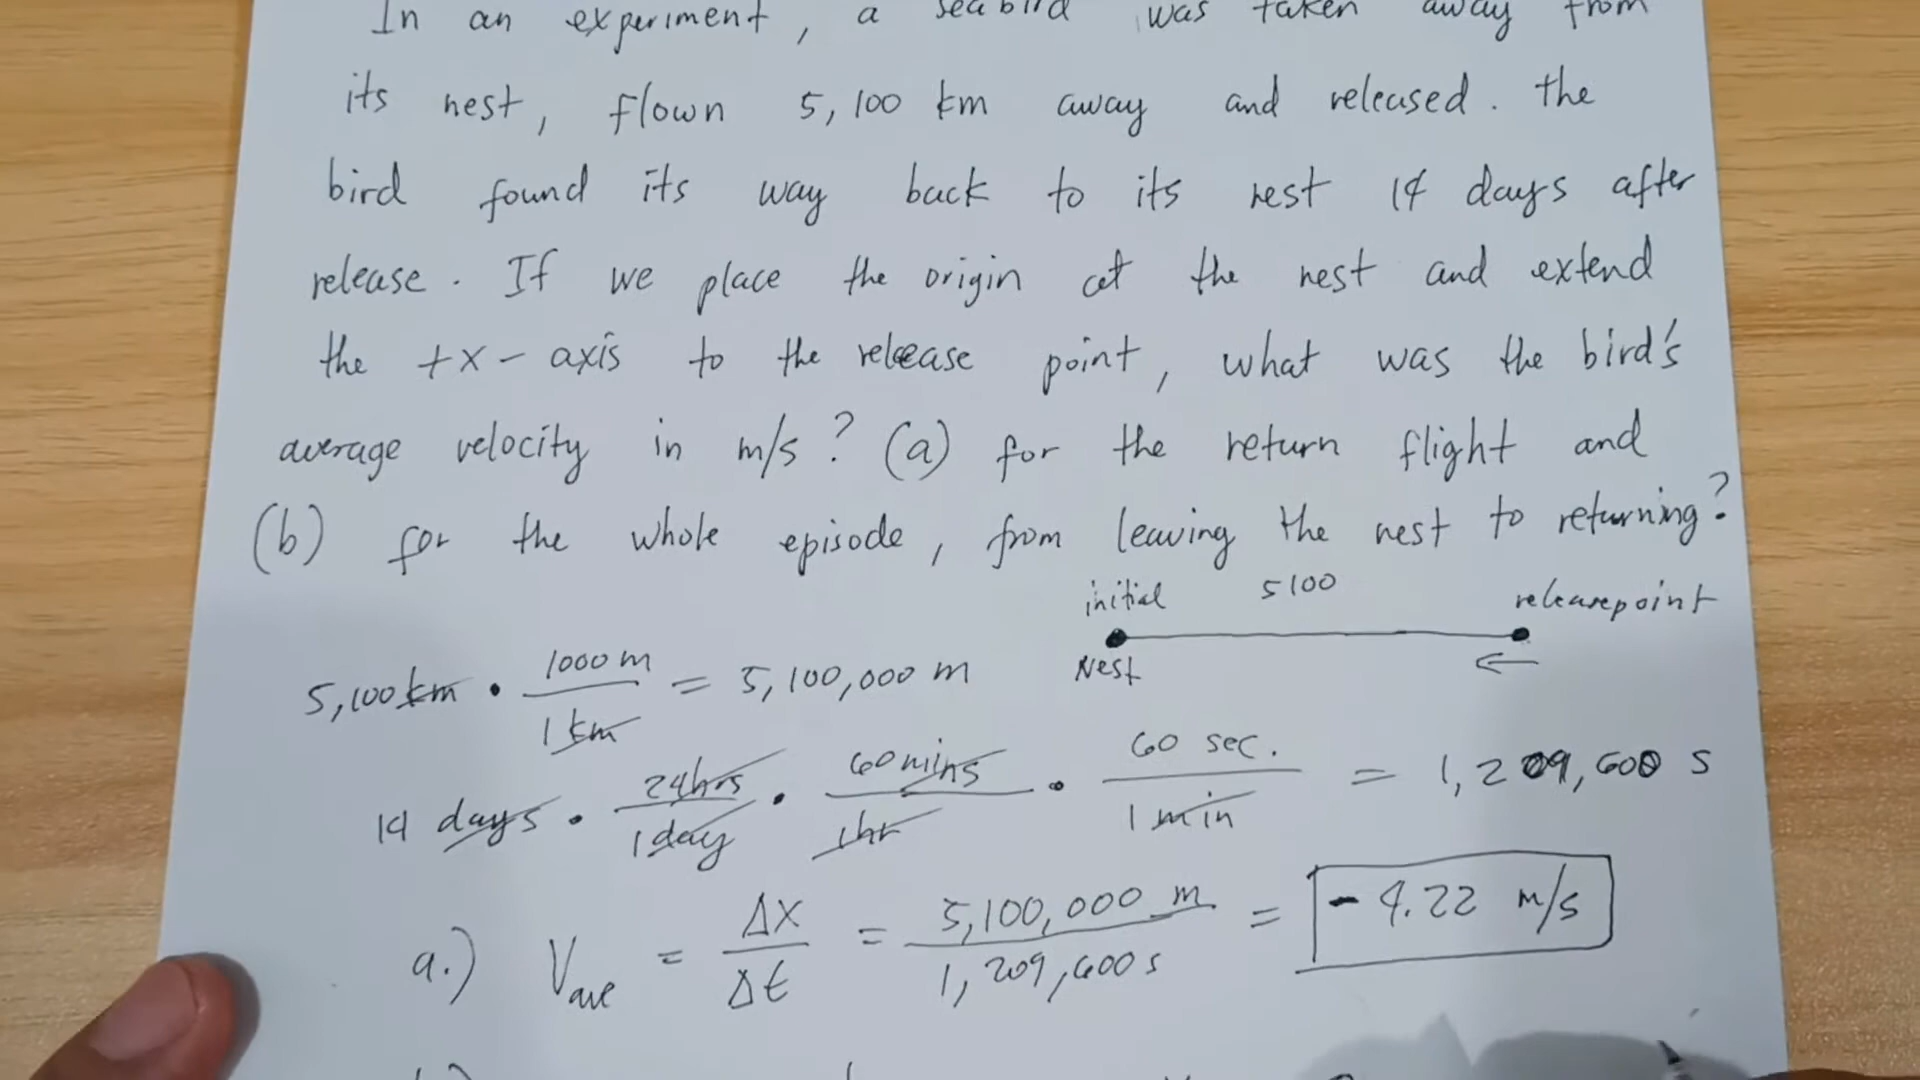 In an experiment, a seabird was taken away from
its nest, flown 5,100 km away and released. the
bird found its way back to its nest 14 days after
release. If we place the origin at the nest and extend
the +x-axis to the release point, what was the bird's
average velocity in m/s? (a) for the return flight and
(b) for the whole episode, from leaving the nest to returning?
initial 5100 releasepoint
Nest ←
5,100 km · 1000 m / 1 km = 5,100,000 m
14 days · 24hrs / 1 day · 60 mins / 1hr · 60 sec. / 1 min = 1,209,600 s
a.) Vave = Δx / Δt = 5,100,000 m / 1,209,600 s = - 4.22 m/s